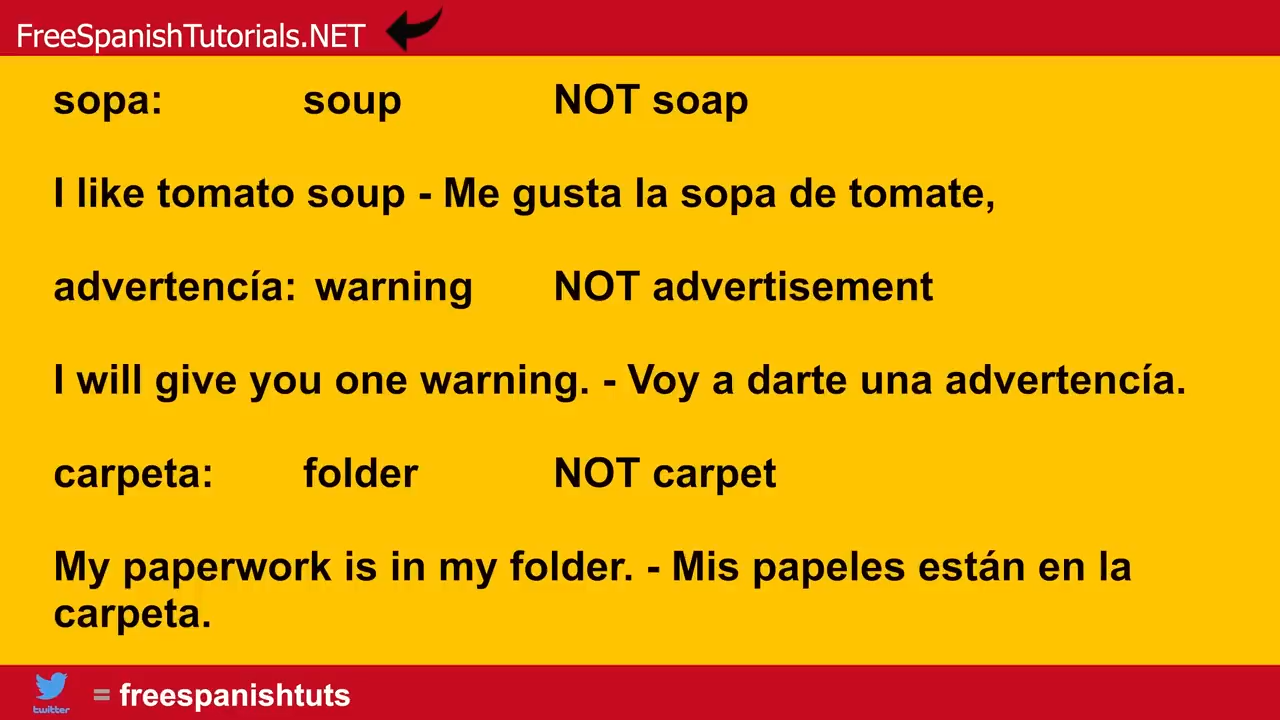 FreeSpanishTutorials.NET
sopa: soup NOT soap
I like tomato soup - Me gusta la sopa de tomate,
advertencía: warning NOT advertisement
I will give you one warning. - Voy a darte una advertencía.
carpeta: folder NOT carpet
My paperwork is in my folder. - Mis papeles están en la
carpeta.
twitter = freespanishtuts